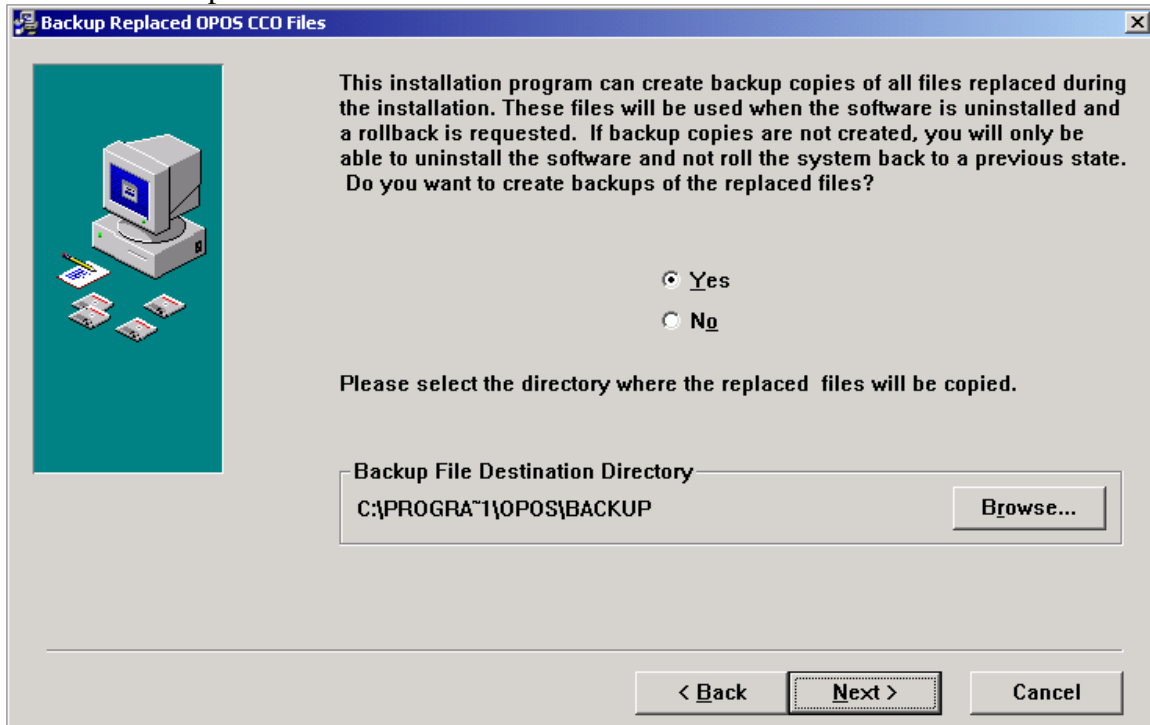 Backup Replaced OPOS CCO Files
This installation program can create backup copies of all files replaced during
the installation. These files will be used when the software is uninstalled and
a rollback is requested.  If backup copies are not created, you will only be
able to uninstall the software and not roll the system back to a previous state.
Do you want to create backups of the replaced files?
Yes
No
Please select the directory where the replaced  files will be copied.
Backup File Destination Directory
C:\PROGRA~1\OPOS\BACKUP
Browse...
< Back
Next >
Cancel